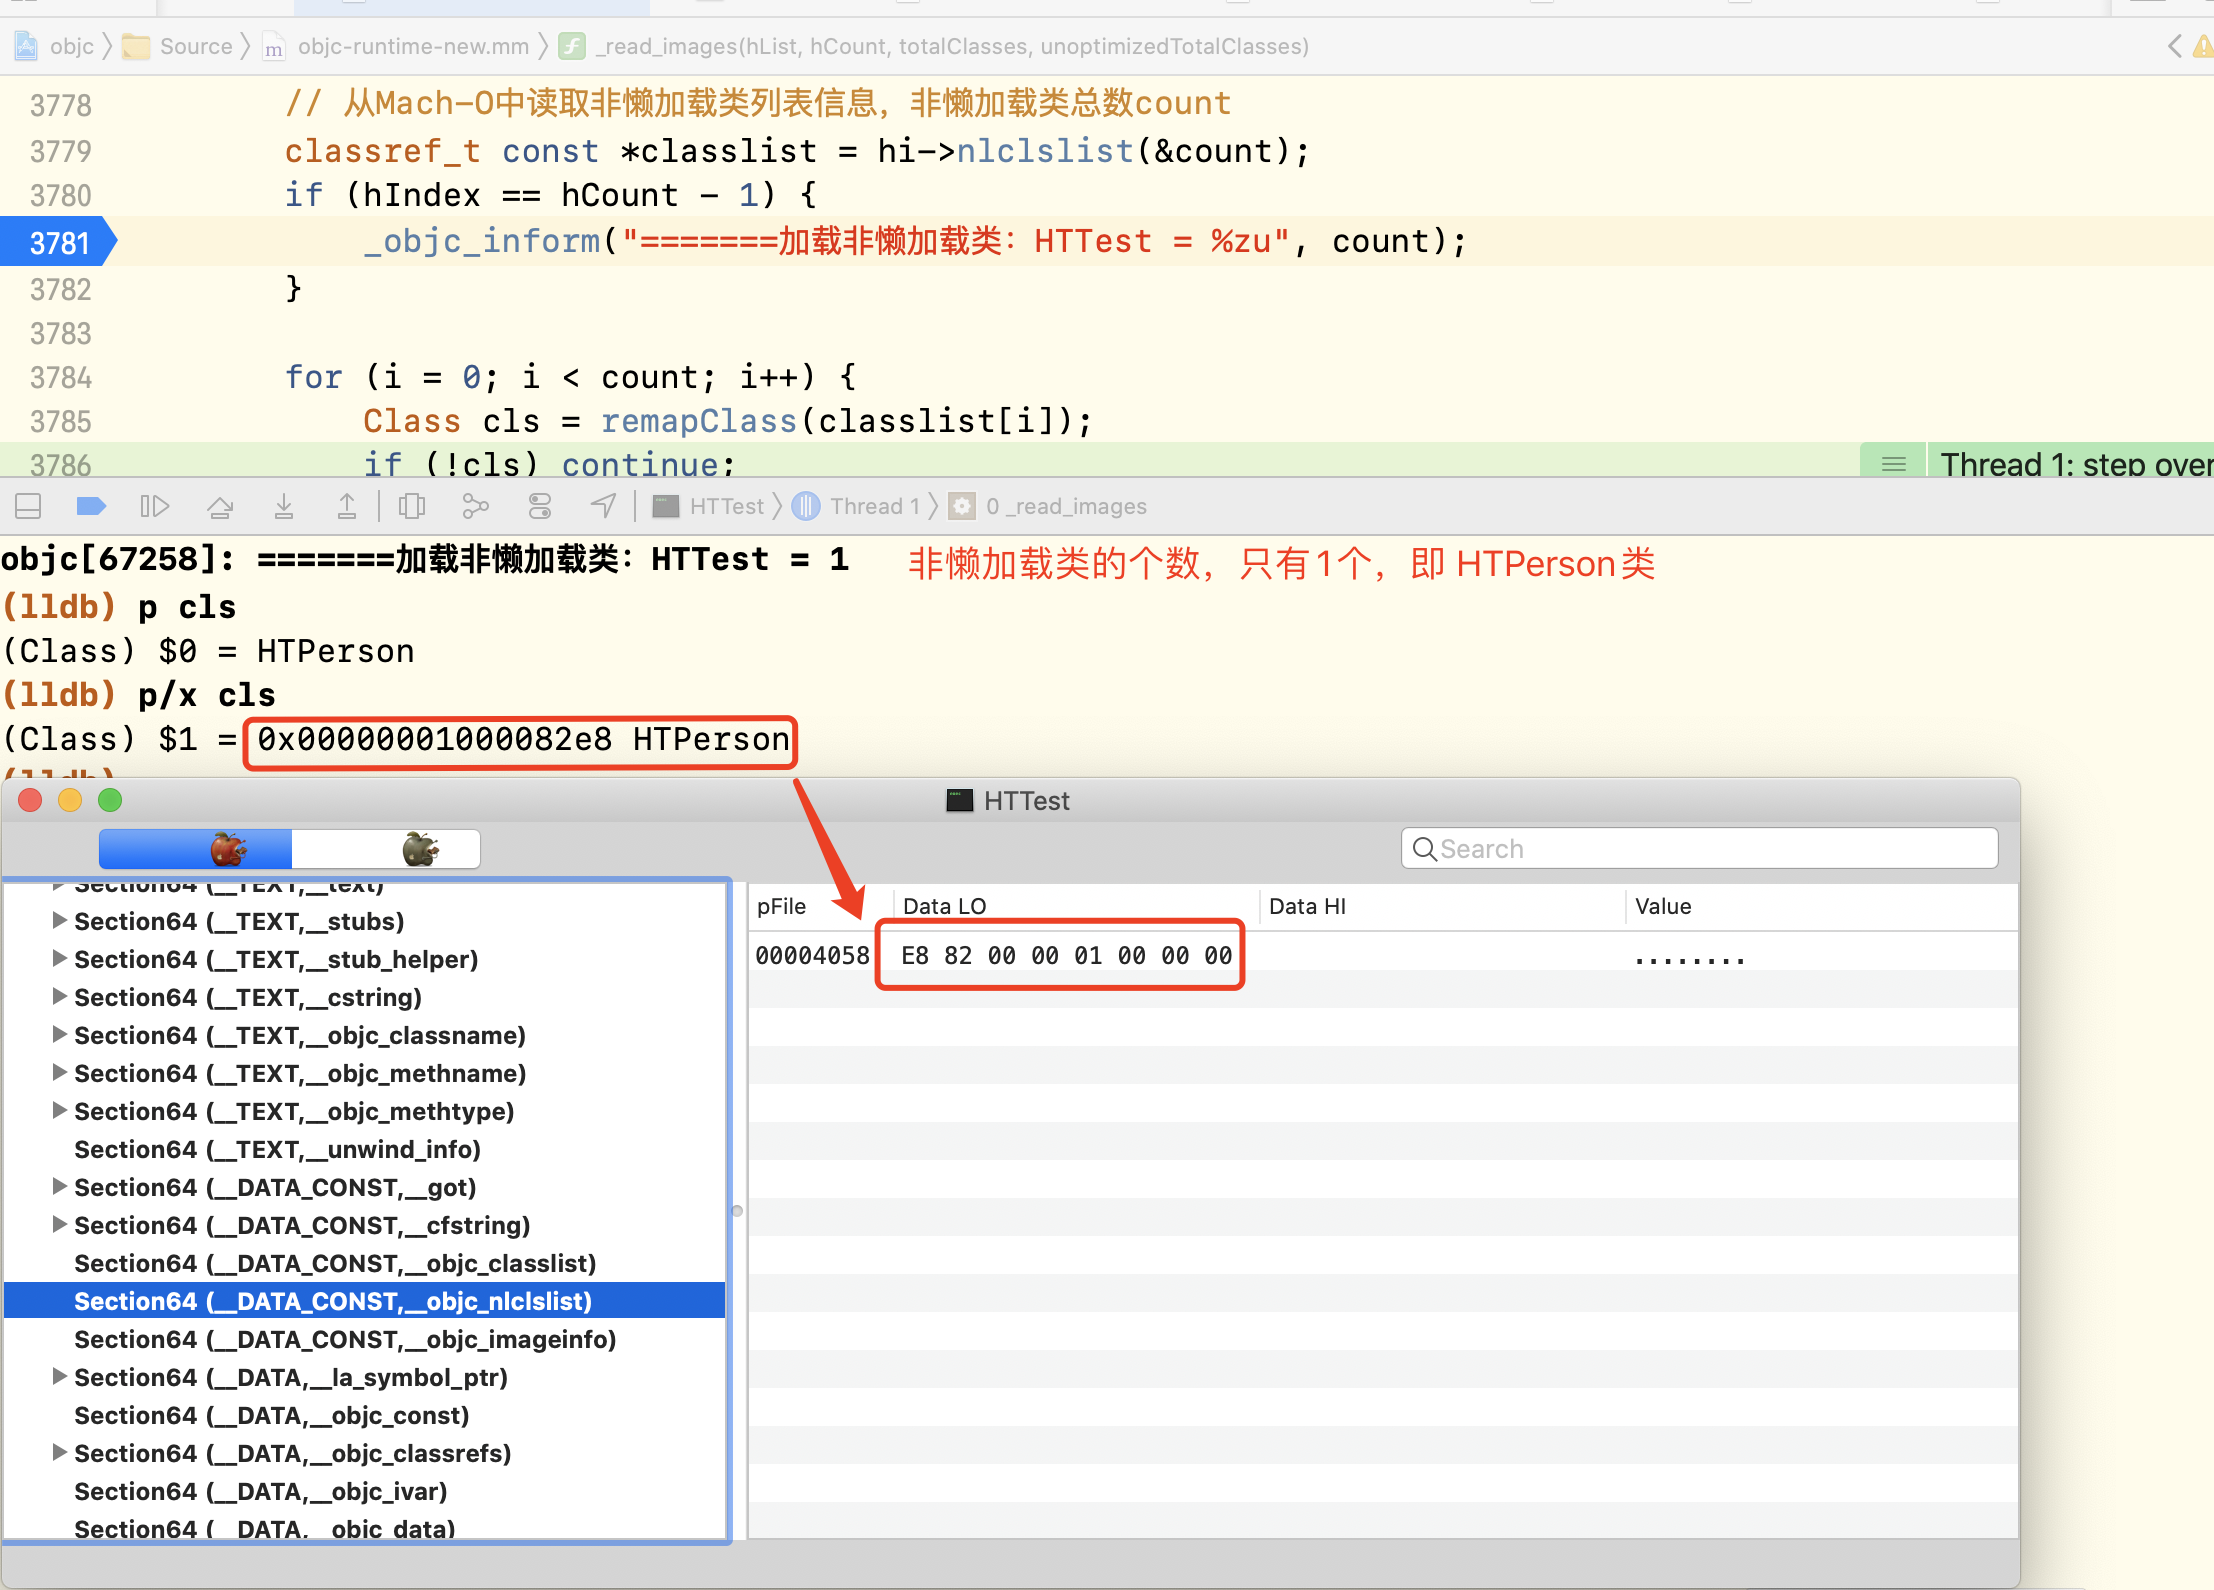 objc Source objc-runtime-new.mm _read_images(hList, hCount, totalClasses, unoptimizedTotalClasses)
3778 // 从Mach-O中读取非懒加载类列表信息，非懒加载类总数count
3779 classref_t const *classlist = hi->nlclslist(&count);
3780 if (hIndex == hCount - 1) {
3781 _objc_inform("=======加载非懒加载类：HTTest = %zu", count);
3782 }
3783
3784 for (i = 0; i < count; i++) {
3785 Class cls = remapClass(classlist[i]);
3786 if (!cls) continue; Thread 1: step over
HTTest Thread 1 0 _read_images
objc[67258]: =======加载非懒加载类：HTTest = 1 非懒加载类的个数，只有1个，即 HTPerson类
(lldb) p cls
(Class) $0 = HTPerson
(lldb) p/x cls
(Class) $1 = 0x00000001000082e8 HTPerson
(lldb)
HTTest
Search
Section64 (__TEXT,__text)
pFile Data LO Data HI Value
Section64 (__TEXT,__stubs)
00004058 E8 82 00 00 01 00 00 00 ........
Section64 (__TEXT,__stub_helper)
Section64 (__TEXT,__cstring)
Section64 (__TEXT,__objc_classname)
Section64 (__TEXT,__objc_methname)
Section64 (__TEXT,__objc_methtype)
Section64 (__TEXT,__unwind_info)
Section64 (__DATA_CONST,__got)
Section64 (__DATA_CONST,__cfstring)
Section64 (__DATA_CONST,__objc_classlist)
Section64 (__DATA_CONST,__objc_nlclslist)
Section64 (__DATA_CONST,__objc_imageinfo)
Section64 (__DATA,__la_symbol_ptr)
Section64 (__DATA,__objc_const)
Section64 (__DATA,__objc_classrefs)
Section64 (__DATA,__objc_ivar)
Section64 (__DATA,__objc_data)